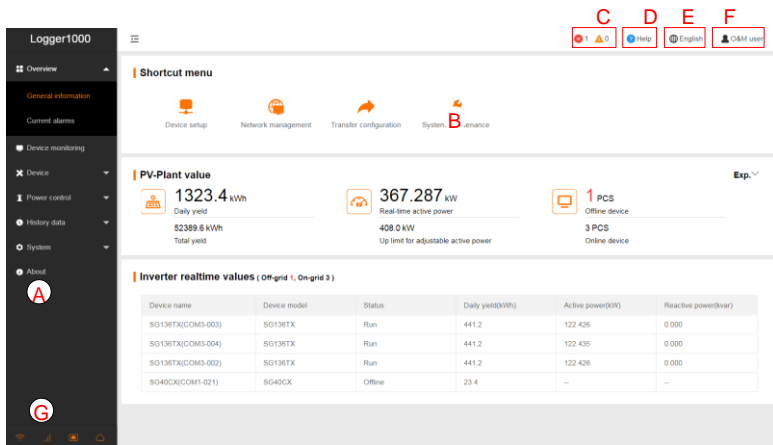 C D E F
Logger1000
1 0 Help English O&M user
Overview
General information
Current alarms
Device monitoring
Device
Power control
History data
System
About
A
G
Shortcut menu
Device setup Network management Transfer configuration System B enance
PV-Plant value Exp.
1323.4 kWh 367.287 kW 1 PCS
Daily yield Real-time active power Offline device
52389.6 kWh 408.0 kW 3 PCS
Total yield Up limit for adjustable active power Online device
Inverter realtime values ( Off-grid 1, On-grid 3 )
Device name Device model Status Daily yield(kWh) Active power(kW) Reactive power(kvar)
SG136TX(COM3-003) SG136TX Run 441.2 122.426 0.000
SG136TX(COM3-004) SG136TX Run 441.2 122.435 0.000
SG136TX(COM3-002) SG136TX Run 441.2 122.426 0.000
SG40CX(COM1-021) SG40CX Offline 23.4 -- --